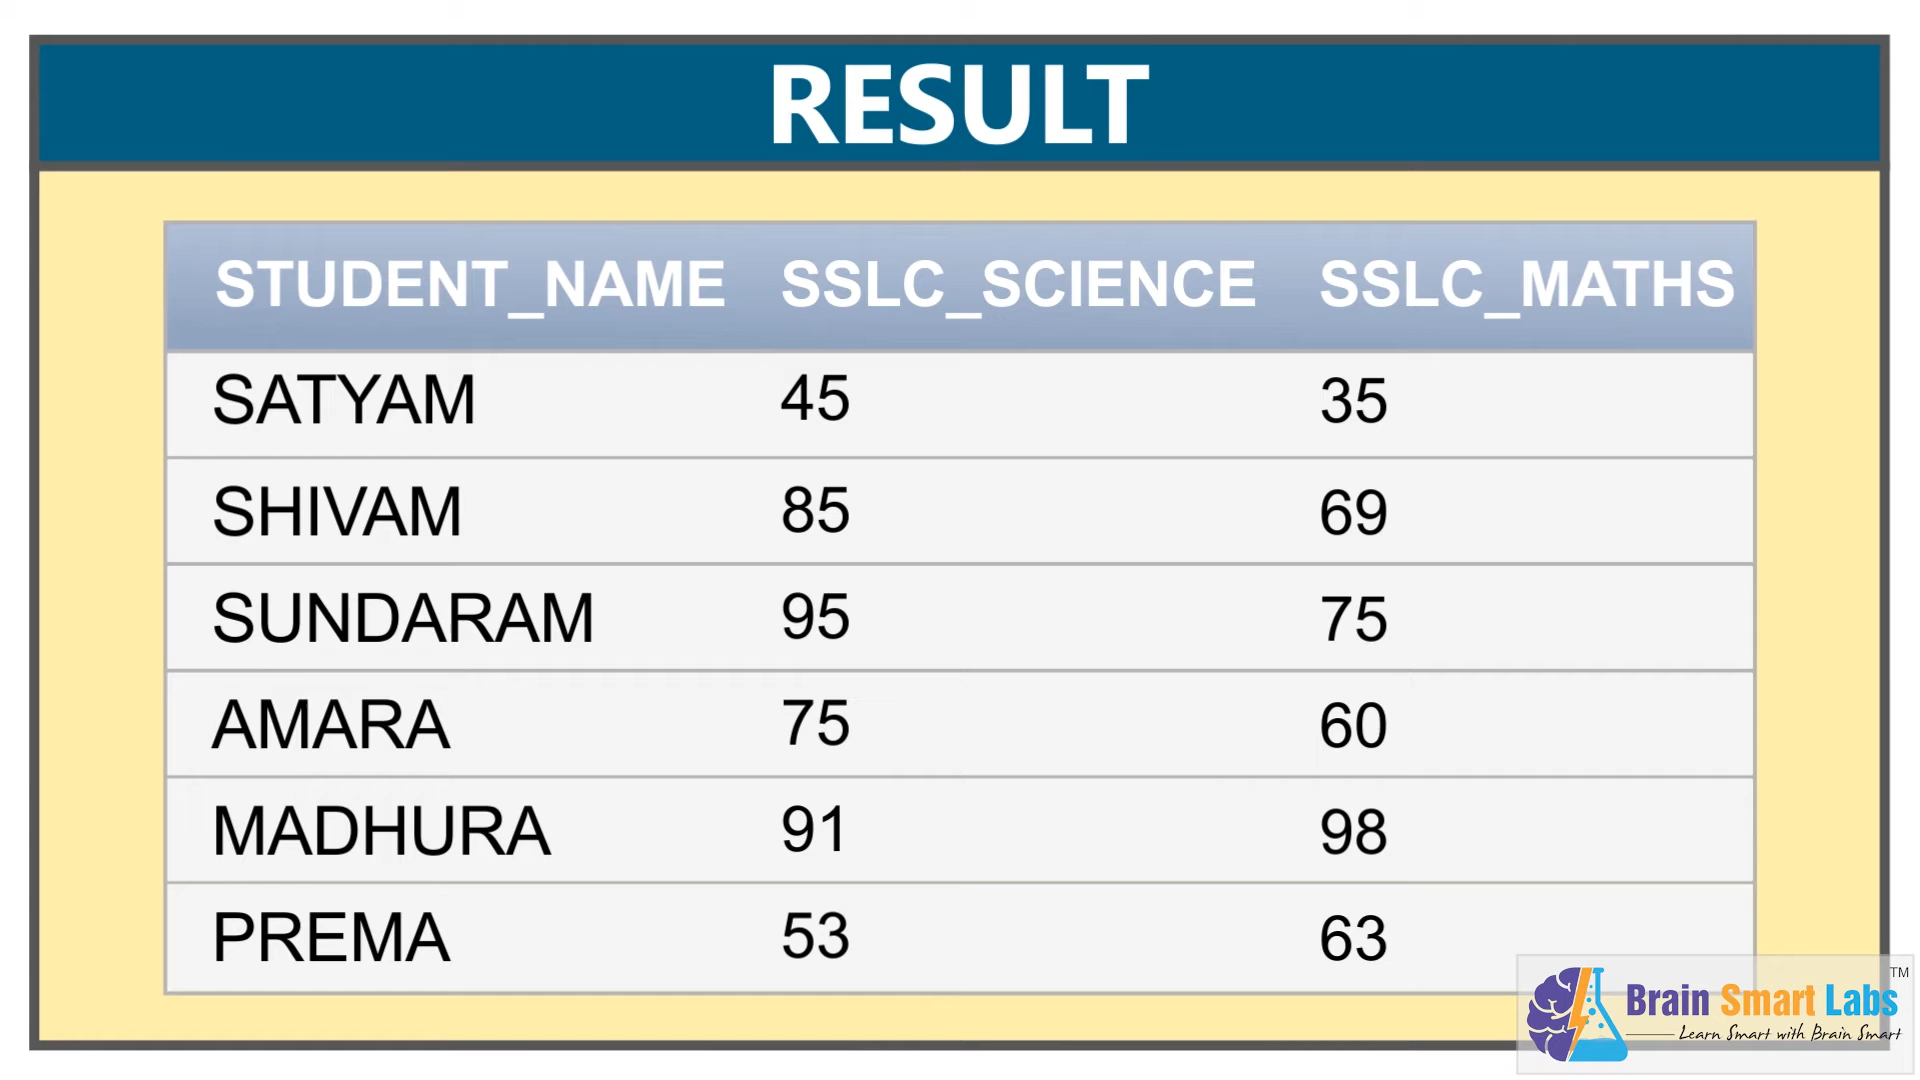 RESULT
STUDENT_NAME SSLC_SCIENCE SSLC_MATHS
SATYAM 45 35
SHIVAM 85 69
SUNDARAM 95 75
AMARA 75 60
MADHURA 91 98
PREMA 53 63
Brain Smart Labs TM
Learn Smart with Brain Smart